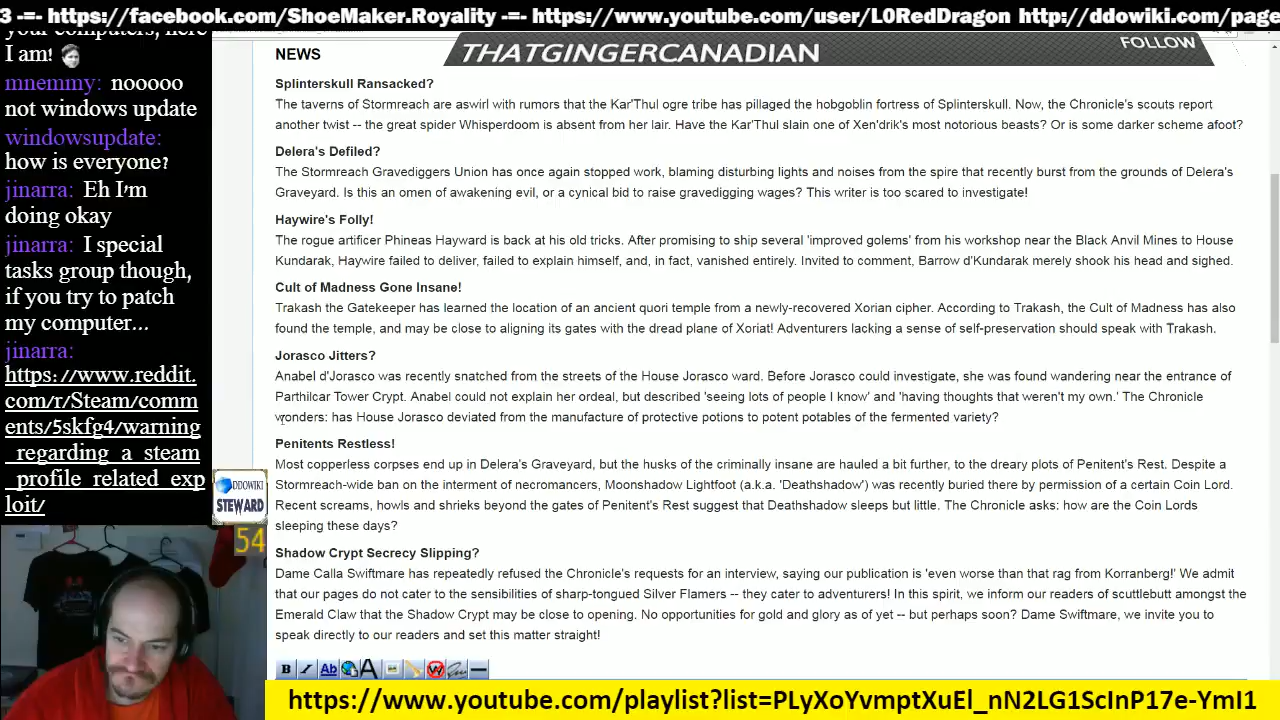 3 -=- https://facebook.com/ShoeMaker.Royality -=- https://www.youtube.com/user/L0RedDragon http://ddowiki.com/page
your computers, here
I am!
mnemmy: nooooo
not windows update
windowsupdate:
how is everyone?
jinarra: Eh I'm
doing okay
jinarra: I special
tasks group though,
if you try to patch
my computer...
jinarra:
https://www.reddit.
com/r/Steam/comm
ents/5skfg4/warning
_regarding_a_steam
_profile_related_exp
loit/
THATGINGERCANADIAN
FOLLOW
NEWS
Splinterskull Ransacked?
The taverns of Stormreach are aswirl with rumors that the Kar'Thul ogre tribe has pillaged the hobgoblin fortress of Splinterskull. Now, the Chronicle's scouts report
another twist -- the great spider Whisperdoom is absent from her lair. Have the Kar'Thul slain one of Xen'drik's most notorious beasts? Or is some darker scheme afoot?
Delera's Defiled?
The Stormreach Gravediggers Union has once again stopped work, blaming disturbing lights and noises from the spire that recently burst from the grounds of Delera's
Graveyard. Is this an omen of awakening evil, or a cynical bid to raise gravedigging wages? This writer is too scared to investigate!
Haywire's Folly!
The rogue artificer Phineas Hayward is back at his old tricks. After promising to ship several 'improved golems' from his workshop near the Black Anvil Mines to House
Kundarak, Haywire failed to deliver, failed to explain himself, and, in fact, vanished entirely. Invited to comment, Barrow d'Kundarak merely shook his head and sighed.
Cult of Madness Gone Insane!
Trakash the Gatekeeper has learned the location of an ancient quori temple from a newly-recovered Xorian cipher. According to Trakash, the Cult of Madness has also
found the temple, and may be close to aligning its gates with the dread plane of Xoriat! Adventurers lacking a sense of self-preservation should speak with Trakash.
Jorasco Jitters?
Anabel d'Jorasco was recently snatched from the streets of the House Jorasco ward. Before Jorasco could investigate, she was found wandering near the entrance of
Parthilcar Tower Crypt. Anabel could not explain her ordeal, but described 'seeing lots of people I know' and 'having thoughts that weren't my own.' The Chronicle
wonders: has House Jorasco deviated from the manufacture of protective potions to potent potables of the fermented variety?
Penitents Restless!
Most copperless corpses end up in Delera's Graveyard, but the husks of the criminally insane are hauled a bit further, to the dreary plots of Penitent's Rest. Despite a
Stormreach-wide ban on the interment of necromancers, Moonshadow Lightfoot (a.k.a. 'Deathshadow') was recently buried there by permission of a certain Coin Lord.
Recent screams, howls and shrieks beyond the gates of Penitent's Rest suggest that Deathshadow sleeps but little. The Chronicle asks: how are the Coin Lords
sleeping these days?
Shadow Crypt Secrecy Slipping?
Dame Calla Swiftmare has repeatedly refused the Chronicle's requests for an interview, saying our publication is 'even worse than that rag from Korranberg!' We admit
that our pages do not cater to the sensibilities of sharp-tongued Silver Flamers -- they cater to adventurers! In this spirit, we inform our readers of scuttlebutt amongst the
Emerald Claw that the Shadow Crypt may be close to opening. No opportunities for gold and glory as of yet -- but perhaps soon? Dame Swiftmare, we invite you to
speak directly to our readers and set this matter straight!
DDOWIKI
STEWARD
54
B I Ab A W
https://www.youtube.com/playlist?list=PLyXoYvmptXuEl_nN2LG1ScInP17e-YmI1